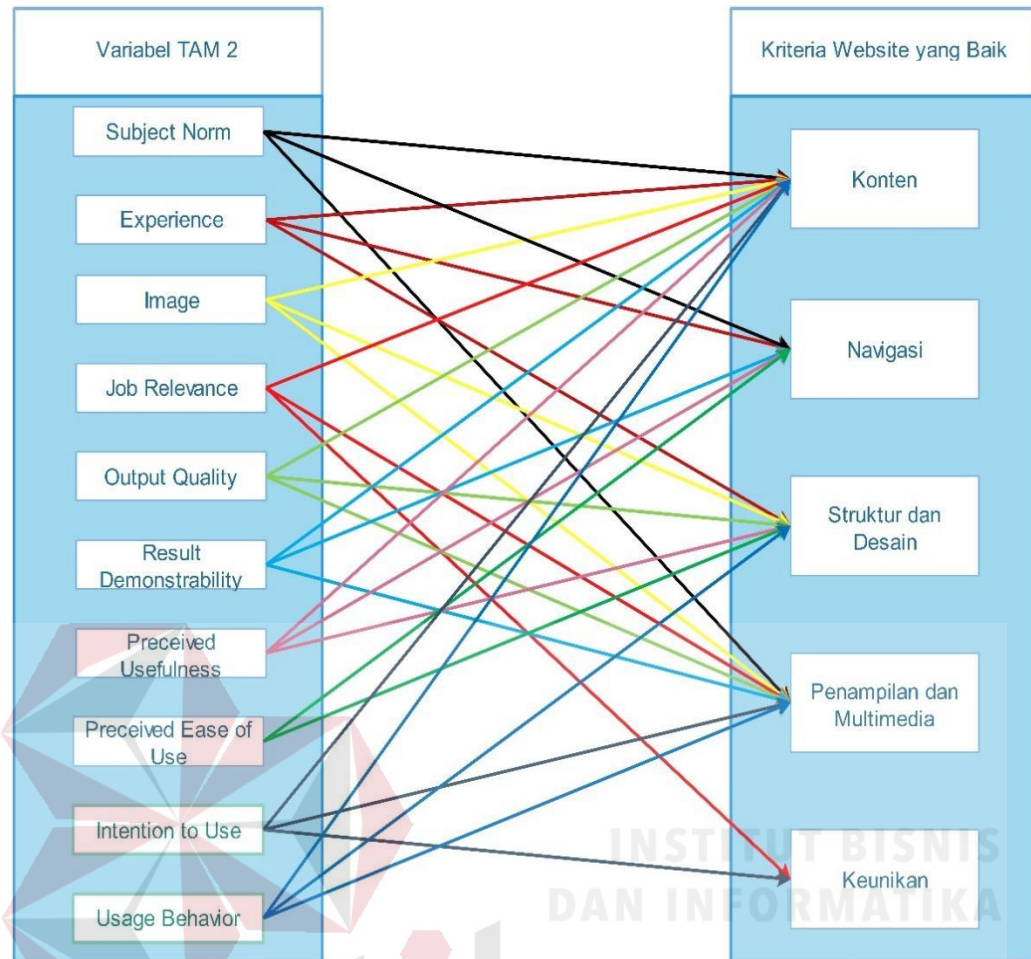 Variabel TAM 2
Subject Norm
Experience
Image
Job Relevance
Output Quality
Result
Demonstrability
Preceived
Usefulness
Preceived Ease of
Use
Intention to Use
Usage Behavior
Kriteria Website yang Baik
Konten
Navigasi
Struktur dan
Desain
Penampilan dan
Multimedia
Keunikan
INSTITUT BISNIS
DAN INFORMATIKA